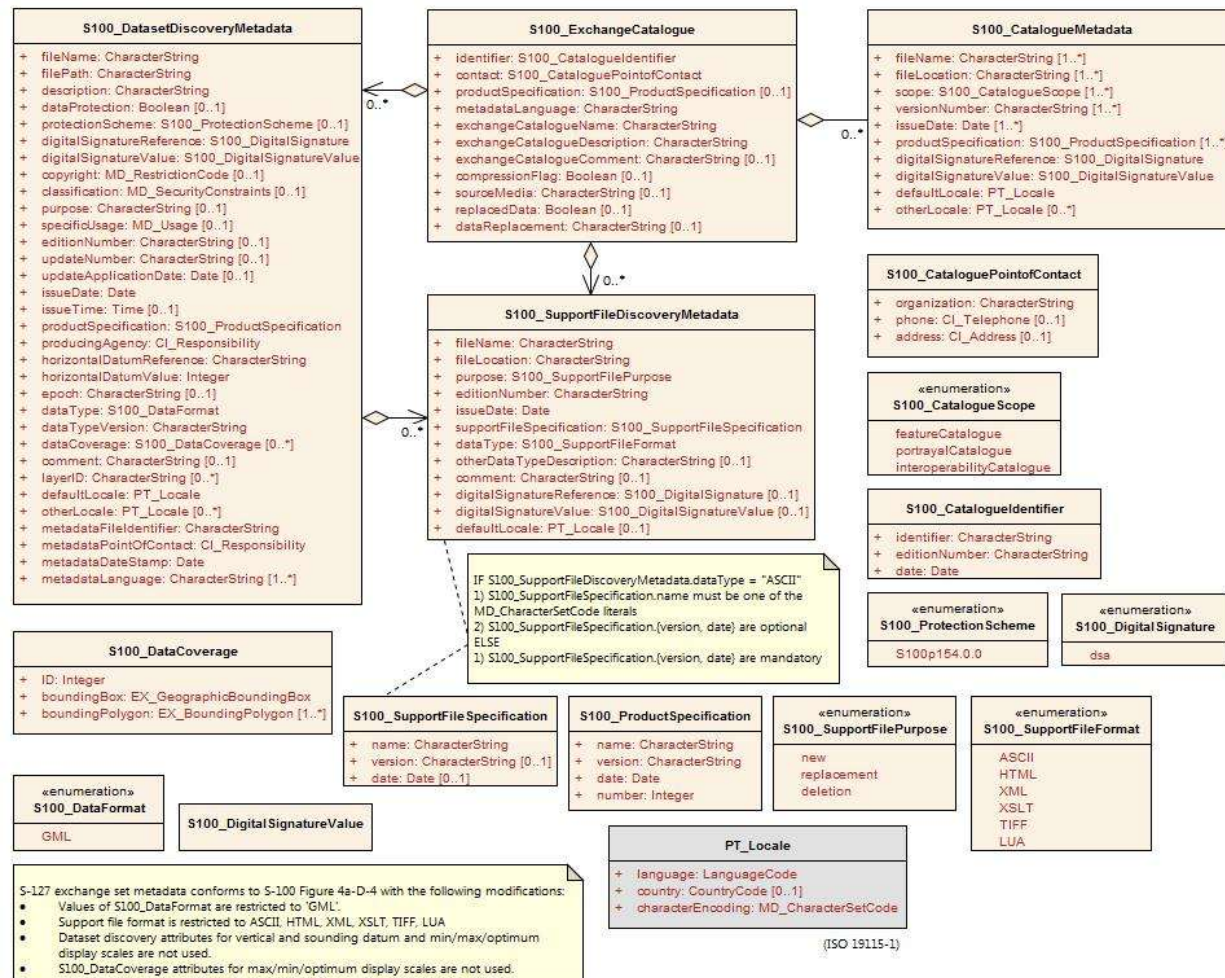 S100_DatasetDiscoveryMetadata
+ fileName: CharacterString
+ filePath: CharacterString
+ description: CharacterString
+ dataProtection: Boolean [0..1]
+ protectionScheme: S100_ProtectionScheme [0..1]
+ digitalSignatureReference: S100_DigitalSignature
+ digitalSignatureValue: S100_DigitalSignatureValue
+ copyright: MD_RestrictionCode [0..1]
+ classification: MD_SecurityConstraints [0..1]
+ purpose: CharacterString [0..1]
+ specificUsage: MD_Usage [0..1]
+ editionNumber: CharacterString [0..1]
+ updateNumber: CharacterString [0..1]
+ updateApplicationDate: Date [0..1]
+ issueDate: Date
+ issueTime: Time [0..1]
+ productSpecification: S100_ProductSpecification
+ producingAgency: CI_Responsibility
+ horizontalDatumReference: CharacterString
+ horizontalDatumValue: Integer
+ epoch: CharacterString [0..1]
+ dataType: S100_DataFormat
+ dataTypeVersion: CharacterString
+ dataCoverage: S100_DataCoverage [0..*]
+ comment: CharacterString [0..1]
+ layerID: CharacterString [0..*]
+ defaultLocale: PT_Locale
+ otherLocale: PT_Locale [0..*]
+ metadataFileIdentifier: CharacterString
+ metadataPointOfContact: CI_Responsibility
+ metadataDateStamp: Date
+ metadataLanguage: CharacterString [1..*]
0..*
S100_ExchangeCatalogue
+ identifier: S100_CatalogueIdentifier
+ contact: S100_CataloguePointofContact
+ productSpecification: S100_ProductSpecification [0..1]
+ metadataLanguage: CharacterString
+ exchangeCatalogueName: CharacterString
+ exchangeCatalogueDescription: CharacterString
+ exchangeCatalogueComment: CharacterString [0..1]
+ compressionFlag: Boolean [0..1]
+ sourceMedia: CharacterString [0..1]
+ replacedData: Boolean [0..1]
+ dataReplacement: CharacterString [0..1]
0..*
S100_CatalogueMetadata
+ fileName: CharacterString [1..*]
+ fileLocation: CharacterString [1..*]
+ scope: S100_CatalogueScope [1..*]
+ versionNumber: CharacterString [1..*]
+ issueDate: Date [1..*]
+ productSpecification: S100_ProductSpecification [1..*]
+ digitalSignatureReference: S100_DigitalSignature
+ digitalSignatureValue: S100_DigitalSignatureValue
+ defaultLocale: PT_Locale
+ otherLocale: PT_Locale [0..*]
0..*
S100_SupportFileDiscoveryMetadata
+ fileName: CharacterString
+ fileLocation: CharacterString
+ purpose: S100_SupportFilePurpose
+ editionNumber: CharacterString
+ issueDate: Date
+ supportFileSpecification: S100_SupportFileSpecification
+ dataType: S100_SupportFileFormat
+ otherDataTypeDescription: CharacterString [0..1]
+ comment: CharacterString [0..1]
+ digitalSignatureReference: S100_DigitalSignature [0..1]
+ digitalSignatureValue: S100_DigitalSignatureValue [0..1]
+ defaultLocale: PT_Locale [0..1]
0..*
S100_CataloguePointofContact
+ organization: CharacterString
+ phone: CI_Telephone [0..1]
+ address: CI_Address [0..1]
«enumeration»
S100_CatalogueScope
featureCatalogue
portrayalCatalogue
interoperabilityCatalogue
S100_CatalogueIdentifier
+ identifier: CharacterString
+ editionNumber: CharacterString
+ date: Date
IF S100_SupportFileDiscoveryMetadata.dataType = "ASCII"
1) S100_SupportFileSpecification.name must be one of the
MD_CharacterSetCode literals
2) S100_SupportFileSpecification.{version, date} are optional
ELSE
1) S100_SupportFileSpecification.{version, date} are mandatory
«enumeration»
S100_ProtectionScheme
S100p154.0.0
«enumeration»
S100_DigitalSignature
dsa
S100_DataCoverage
+ ID: Integer
+ boundingBox: EX_GeographicBoundingBox
+ boundingPolygon: EX_BoundingPolygon [1..*]
S100_SupportFileSpecification
+ name: CharacterString
+ version: CharacterString [0..1]
+ date: Date [0..1]
S100_ProductSpecification
+ name: CharacterString
+ version: CharacterString
+ date: Date
+ number: Integer
«enumeration»
S100_SupportFilePurpose
new
replacement
deletion
«enumeration»
S100_SupportFileFormat
ASCII
HTML
XML
XSLT
TIFF
LUA
«enumeration»
S100_DataFormat
GML
S100_DigitalSignatureValue
PT_Locale
+ language: LanguageCode
+ country: CountryCode [0..1]
+ characterEncoding: MD_CharacterSetCode
(ISO 19115-1)
S-127 exchange set metadata conforms to S-100 Figure 4a-D-4 with the following modifications:
• Values of S100_DataFormat are restricted to 'GML'.
• Support file format is restricted to ASCII, HTML, XML, XSLT, TIFF, LUA
• Dataset discovery attributes for vertical and sounding datum and min/max/optimum
display scales are not used.
• S100_DataCoverage attributes for max/min/optimum display scales are not used.